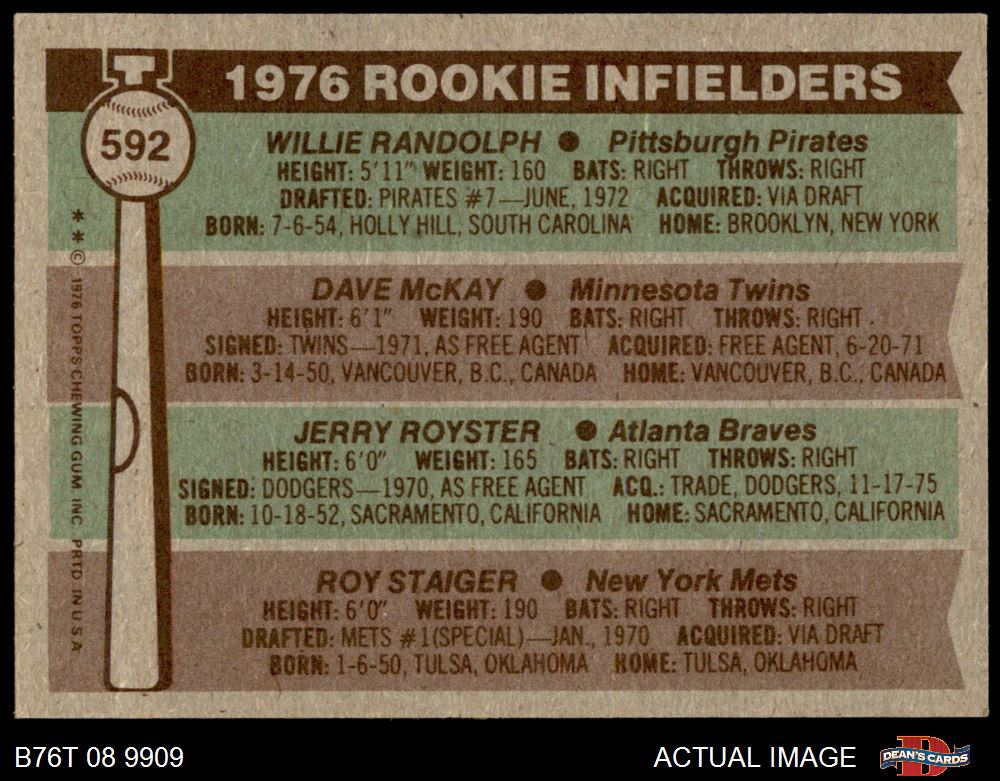 1976 ROOKIE INFIELDERS
592
WILLIE RANDOLPH ● Pittsburgh Pirates
HEIGHT: 5'11" WEIGHT: 160 BATS: RIGHT THROWS: RIGHT
DRAFTED: PIRATES #7—JUNE, 1972 ACQUIRED: VIA DRAFT
BORN: 7-6-54, HOLLY HILL, SOUTH CAROLINA HOME: BROOKLYN, NEW YORK
DAVE McKAY ● Minnesota Twins
HEIGHT: 6'1" WEIGHT: 190 BATS: RIGHT THROWS: RIGHT
SIGNED: TWINS—1971, AS FREE AGENT ACQUIRED: FREE AGENT, 6-20-71
BORN: 3-14-50, VANCOUVER, B.C., CANADA HOME: VANCOUVER, B.C., CANADA
JERRY ROYSTER ● Atlanta Braves
HEIGHT: 6'0" WEIGHT: 165 BATS: RIGHT THROWS: RIGHT
SIGNED: DODGERS—1970, AS FREE AGENT ACQ.: TRADE, DODGERS, 11-17-75
BORN: 10-18-52, SACRAMENTO, CALIFORNIA HOME: SACRAMENTO, CALIFORNIA
ROY STAIGER ● New York Mets
HEIGHT: 6'0" WEIGHT: 190 BATS: RIGHT THROWS: RIGHT
DRAFTED: METS #1(SPECIAL)—JAN., 1970 ACQUIRED: VIA DRAFT
BORN: 1-6-50, TULSA, OKLAHOMA HOME: TULSA, OKLAHOMA
** © 1976 TOPPS CHEWING GUM, INC. PRTD. IN U.S.A.
B76T 08 9909
ACTUAL IMAGE
D
DEAN'S CARDS